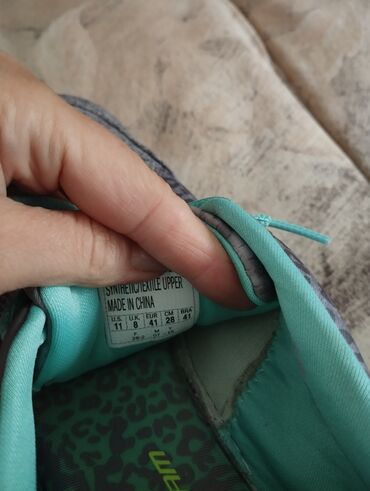 SYNTHETIC/TEXTILE UPPER
MADE IN CHINA
U.S. U.K. EUR CM BRA
11 8 41 28 41
F M F